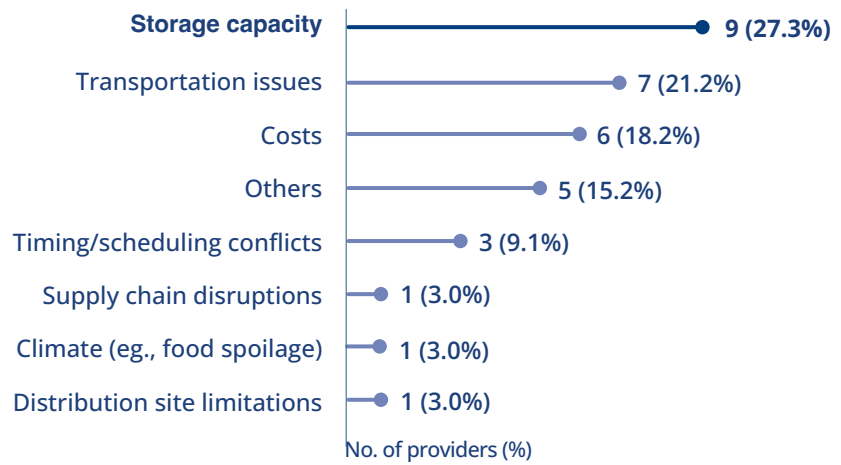 Storage capacity 9 (27.3%)
Transportation issues 7 (21.2%)
Costs 6 (18.2%)
Others 5 (15.2%)
Timing/scheduling conflicts 3 (9.1%)
Supply chain disruptions 1 (3.0%)
Climate (eg., food spoilage) 1 (3.0%)
Distribution site limitations 1 (3.0%)
No. of providers (%)